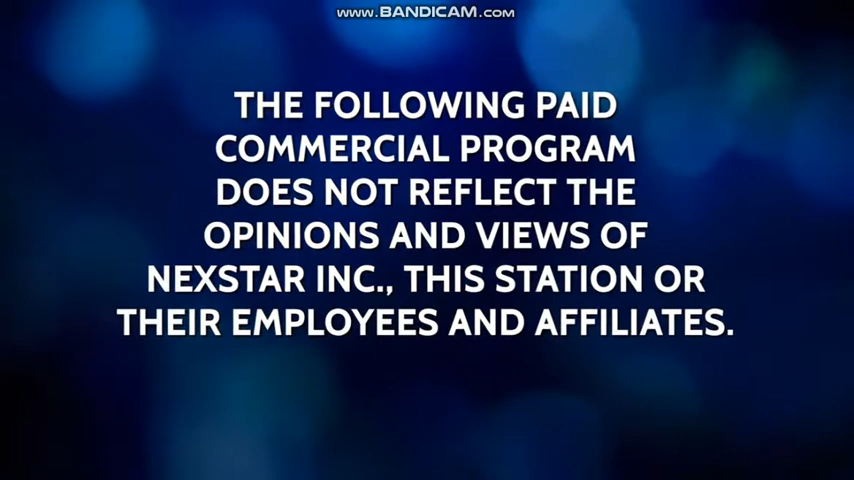 www.BANDICAM.com
THE FOLLOWING PAID
COMMERCIAL PROGRAM
DOES NOT REFLECT THE
OPINIONS AND VIEWS OF
NEXSTAR INC., THIS STATION OR
THEIR EMPLOYEES AND AFFILIATES.